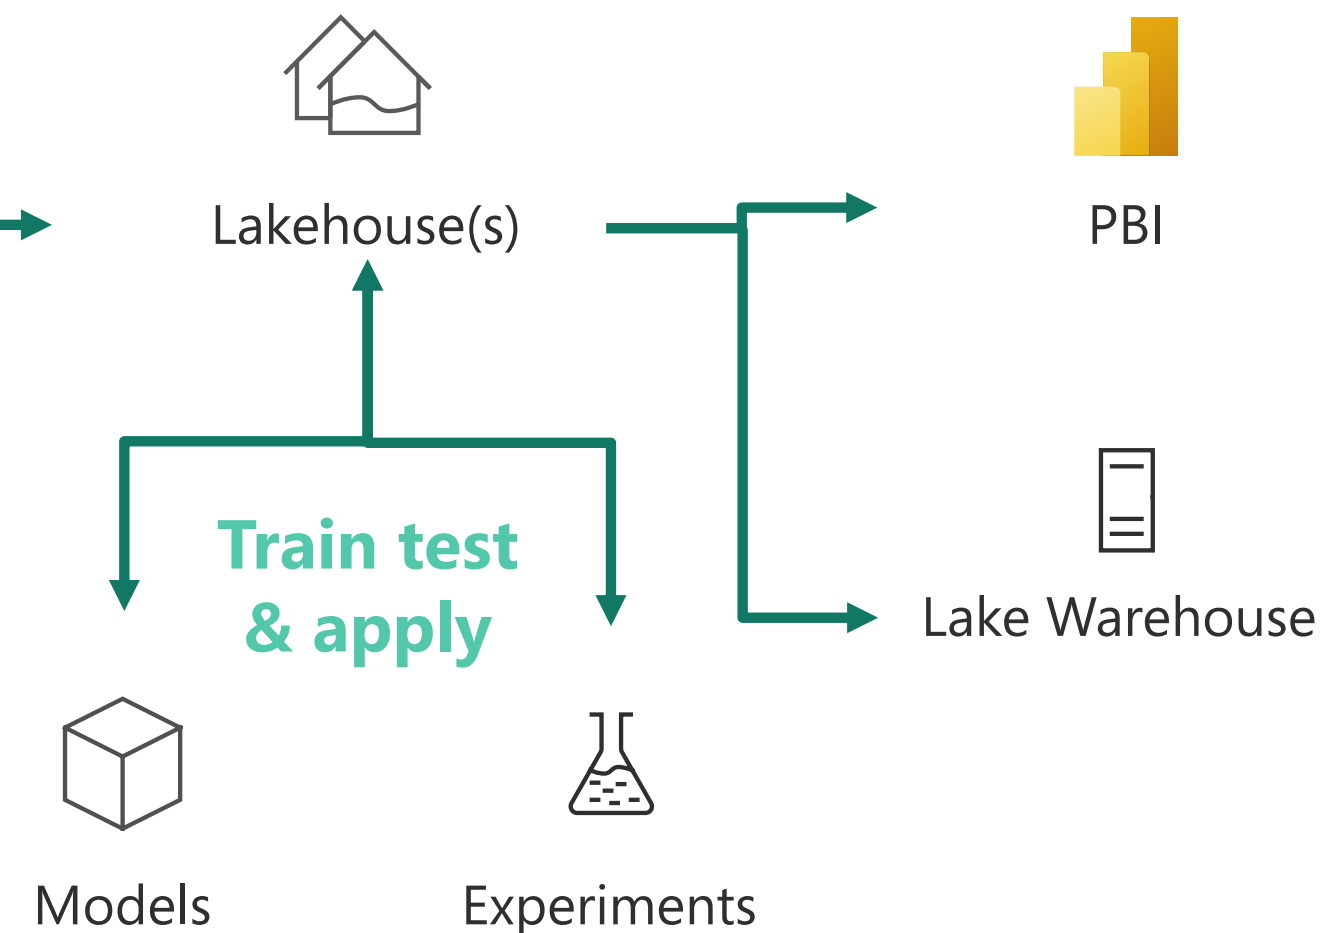 Lakehouse(s)
PBI
Train test
& apply
Lake Warehouse
Models
Experiments